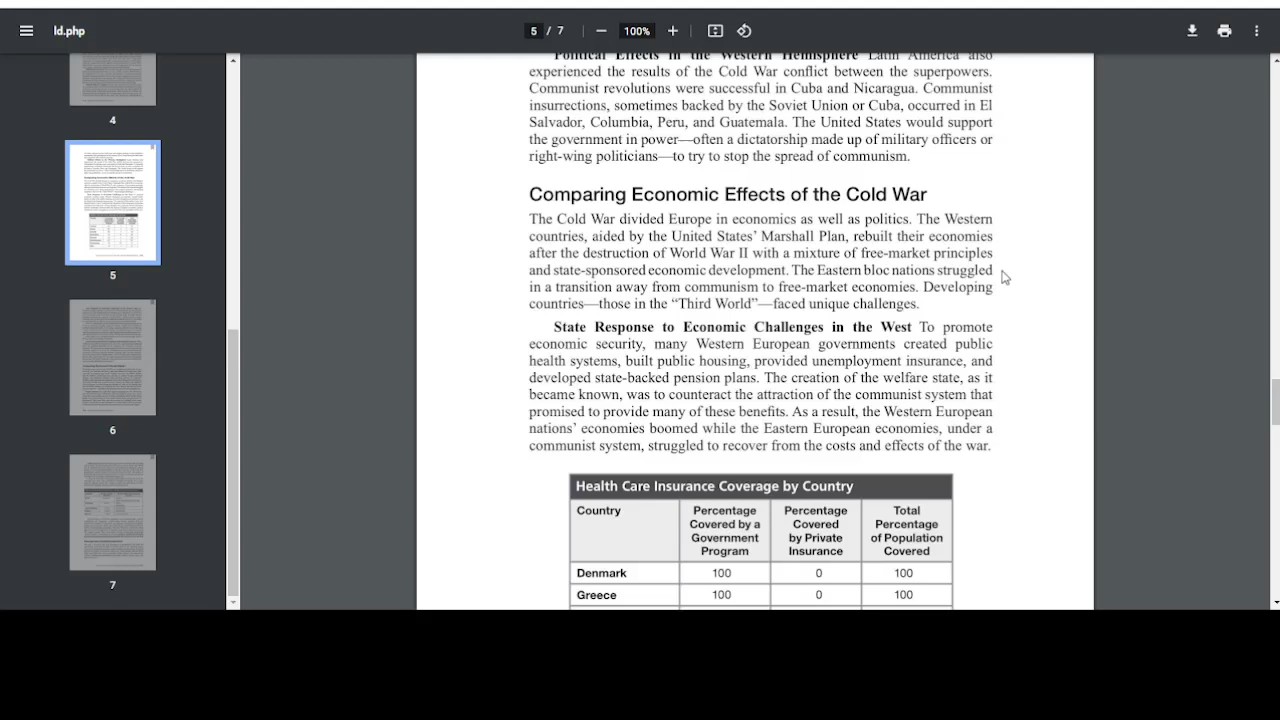 ld.php
5 / 7
100%
4
5
6
7
Political Effects in the Western Hemisphere Latin America also
experienced the results of the Cold War conflict between the superpowers.
Communist revolutions were successful in Cuba and Nicaragua. Communist
insurrections, sometimes backed by the Soviet Union or Cuba, occurred in El
Salvador, Columbia, Peru, and Guatemala. The United States would support
the government in power—often a dictatorship made up of military officers or
right-wing politicians—to try to stop the spread of communism.
Comparing Economic Effects of the Cold War
The Cold War divided Europe in economics as well as politics. The Western
countries, aided by the United States' Marshall Plan, rebuilt their economies
after the destruction of World War II with a mixture of free-market principles
and state-sponsored economic development. The Eastern bloc nations struggled
in a transition away from communism to free-market economies. Developing
countries—those in the “Third World”—faced unique challenges.
State Response to Economic Challenges in the West To promote
economic security, many Western European governments created public
health systems, built public housing, provided unemployment insurance, and
developed state-backed pension plans. The creation of the welfare state, as it
became known, was to counteract the attraction of the communist system that
promised to provide many of these benefits. As a result, the Western European
nations' economies boomed while the Eastern European economies, under a
communist system, struggled to recover from the costs and effects of the war.
Health Care Insurance Coverage by Country
Country Percentage Percentage Total
Covered by a Covered Percentage
Government by Private of Population
Program Insurance Covered
Denmark 100 0 100
Greece 100 0 100